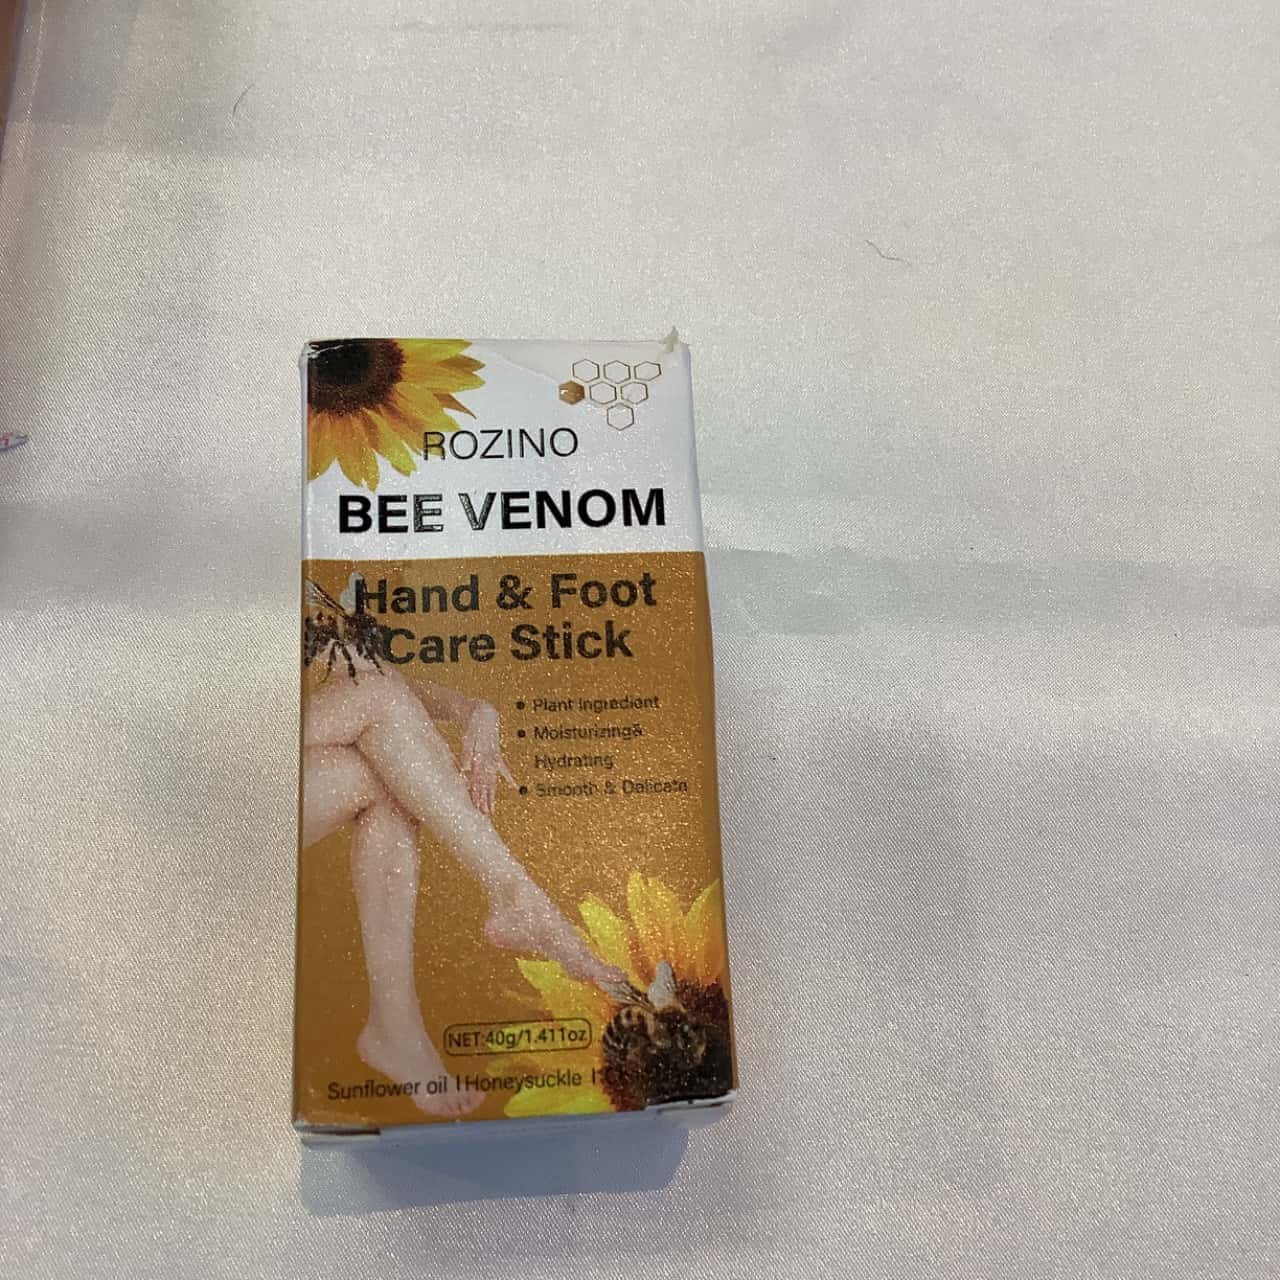 ROZINO
BEE VENOM
Hand & Foot
Care Stick
• Plant Ingredient
• Moisturizing&
Hydrating
• Smooth & Dalicate
NET:40g/1.411oz
Sunflower oil | Honeysuckle |